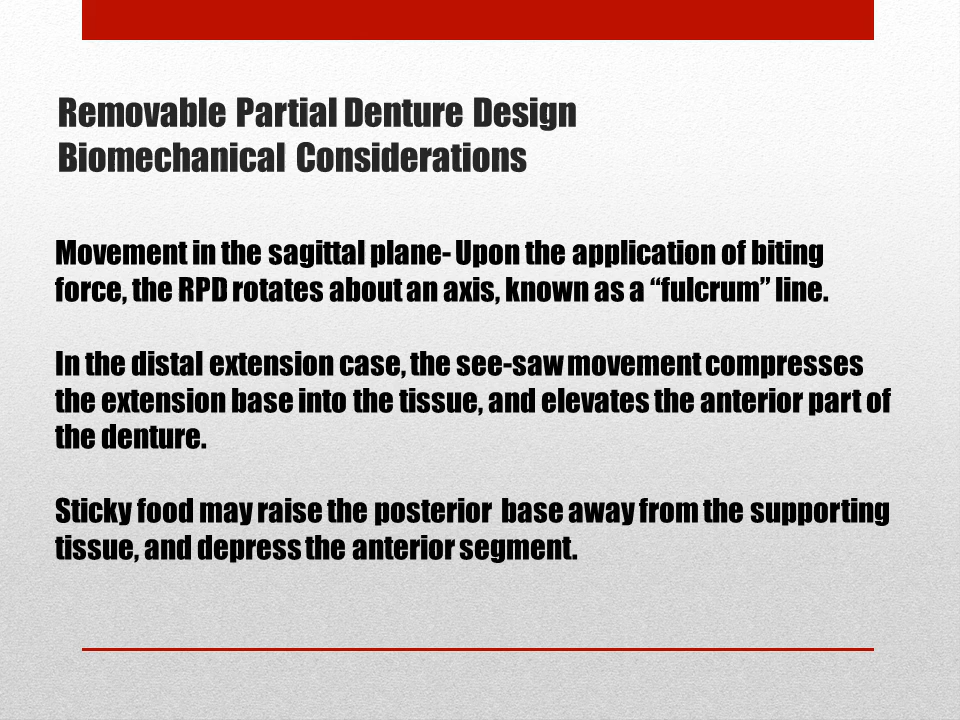 Removable Partial Denture Design
Biomechanical Considerations
Movement in the sagittal plane- Upon the application of biting
force, the RPD rotates about an axis, known as a “fulcrum” line.
In the distal extension case, the see-saw movement compresses
the extension base into the tissue, and elevates the anterior part of
the denture.
Sticky food may raise the posterior  base away from the supporting
tissue, and depress the anterior segment.